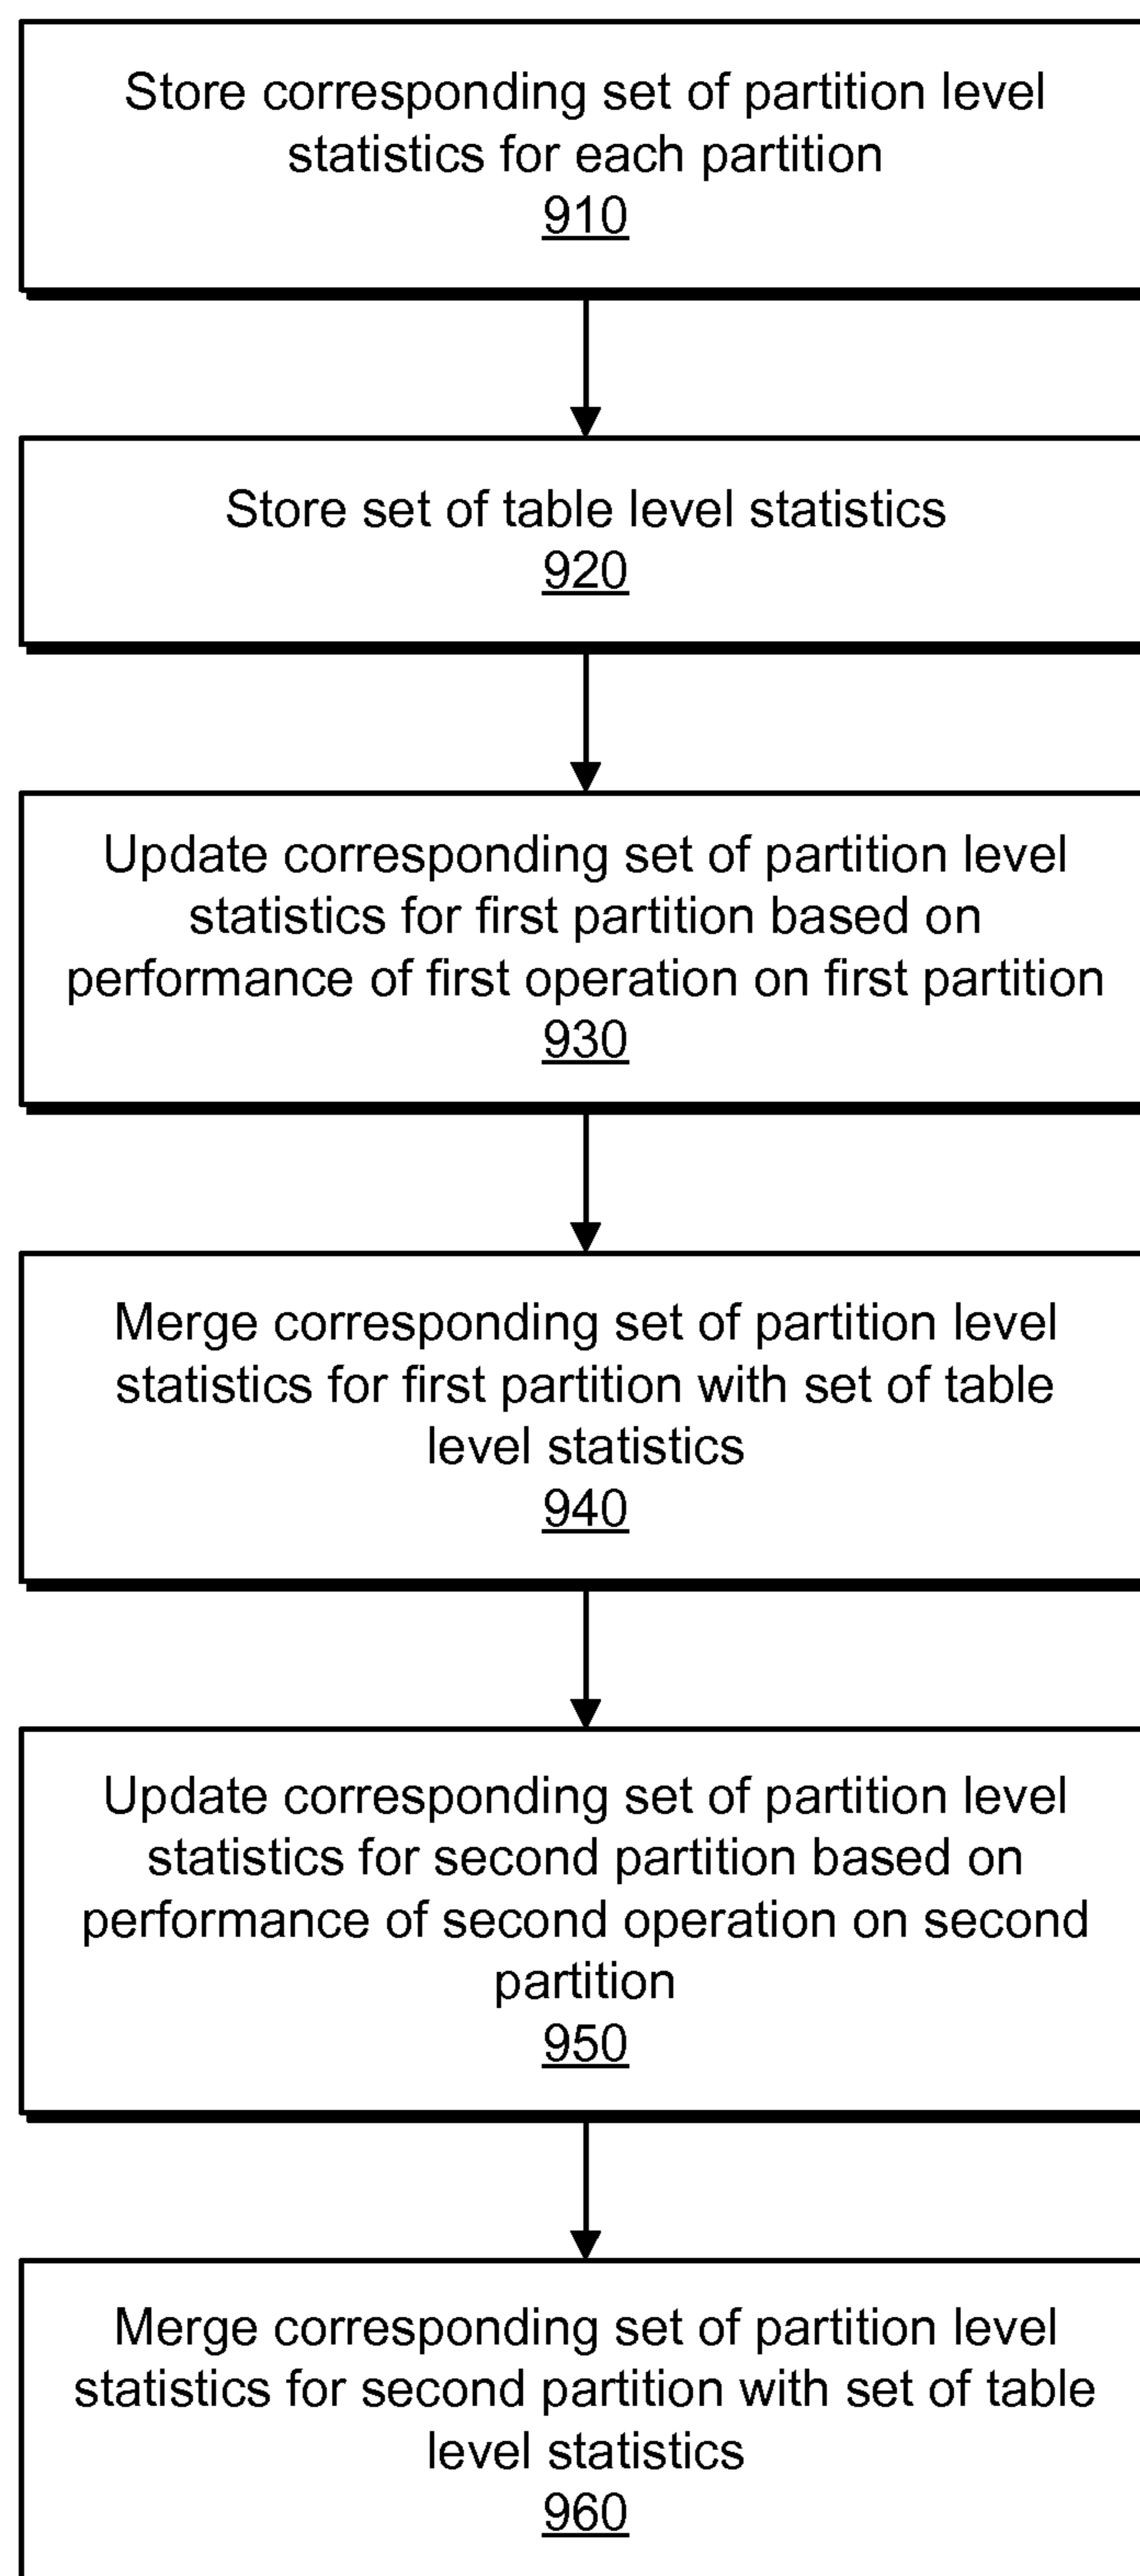 Store corresponding set of partition level
statistics for each partition
910
Store set of table level statistics
920
Update corresponding set of partition level
statistics for first partition based on
performance of first operation on first partition
930
Merge corresponding set of partition level
statistics for first partition with set of table
level statistics
940
Update corresponding set of partition level
statistics for second partition based on
performance of second operation on second
partition
950
Merge corresponding set of partition level
statistics for second partition with set of table
level statistics
960